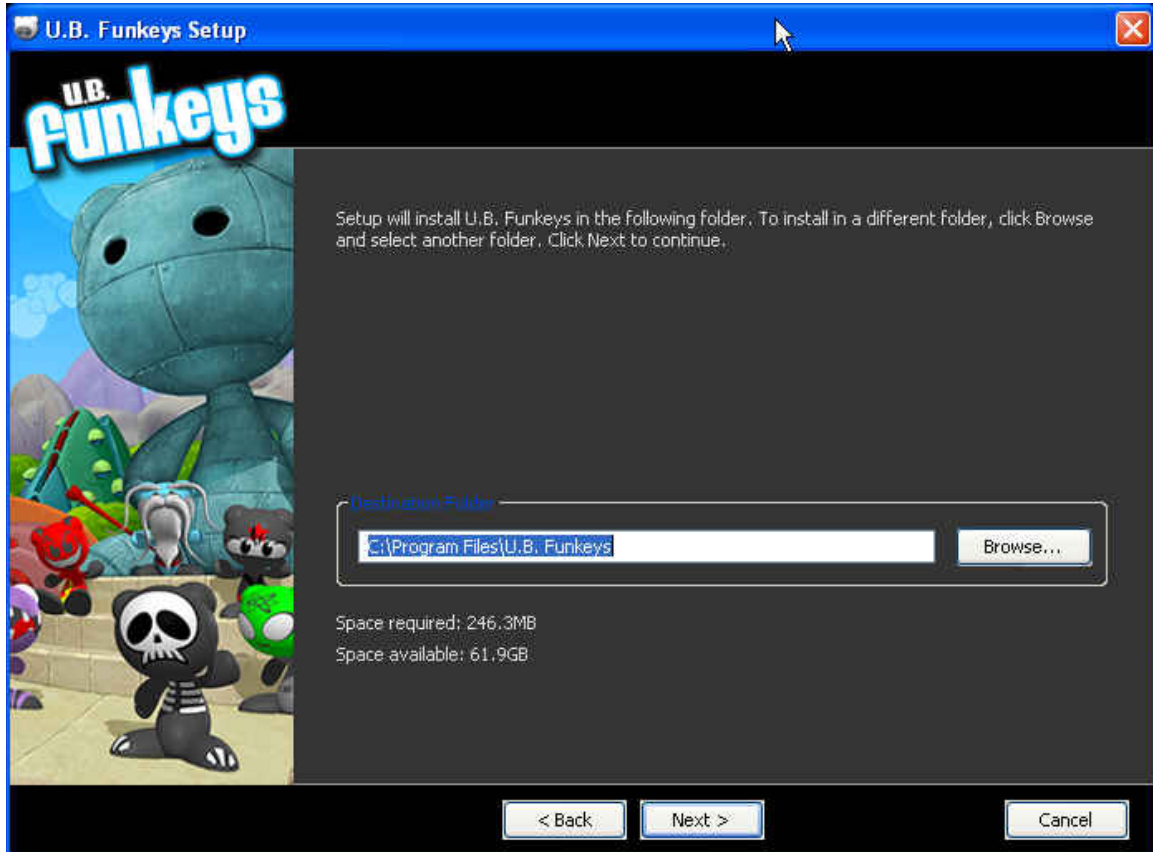 U.B. Funkeys Setup
U.B.
funkeys
Setup will install U.B. Funkeys in the following folder. To install in a different folder, click Browse
and select another folder. Click Next to continue.
Destination Folder
C:\Program Files\U.B. Funkeys
Browse...
Space required: 246.3MB
Space available: 61.9GB
< Back
Next >
Cancel